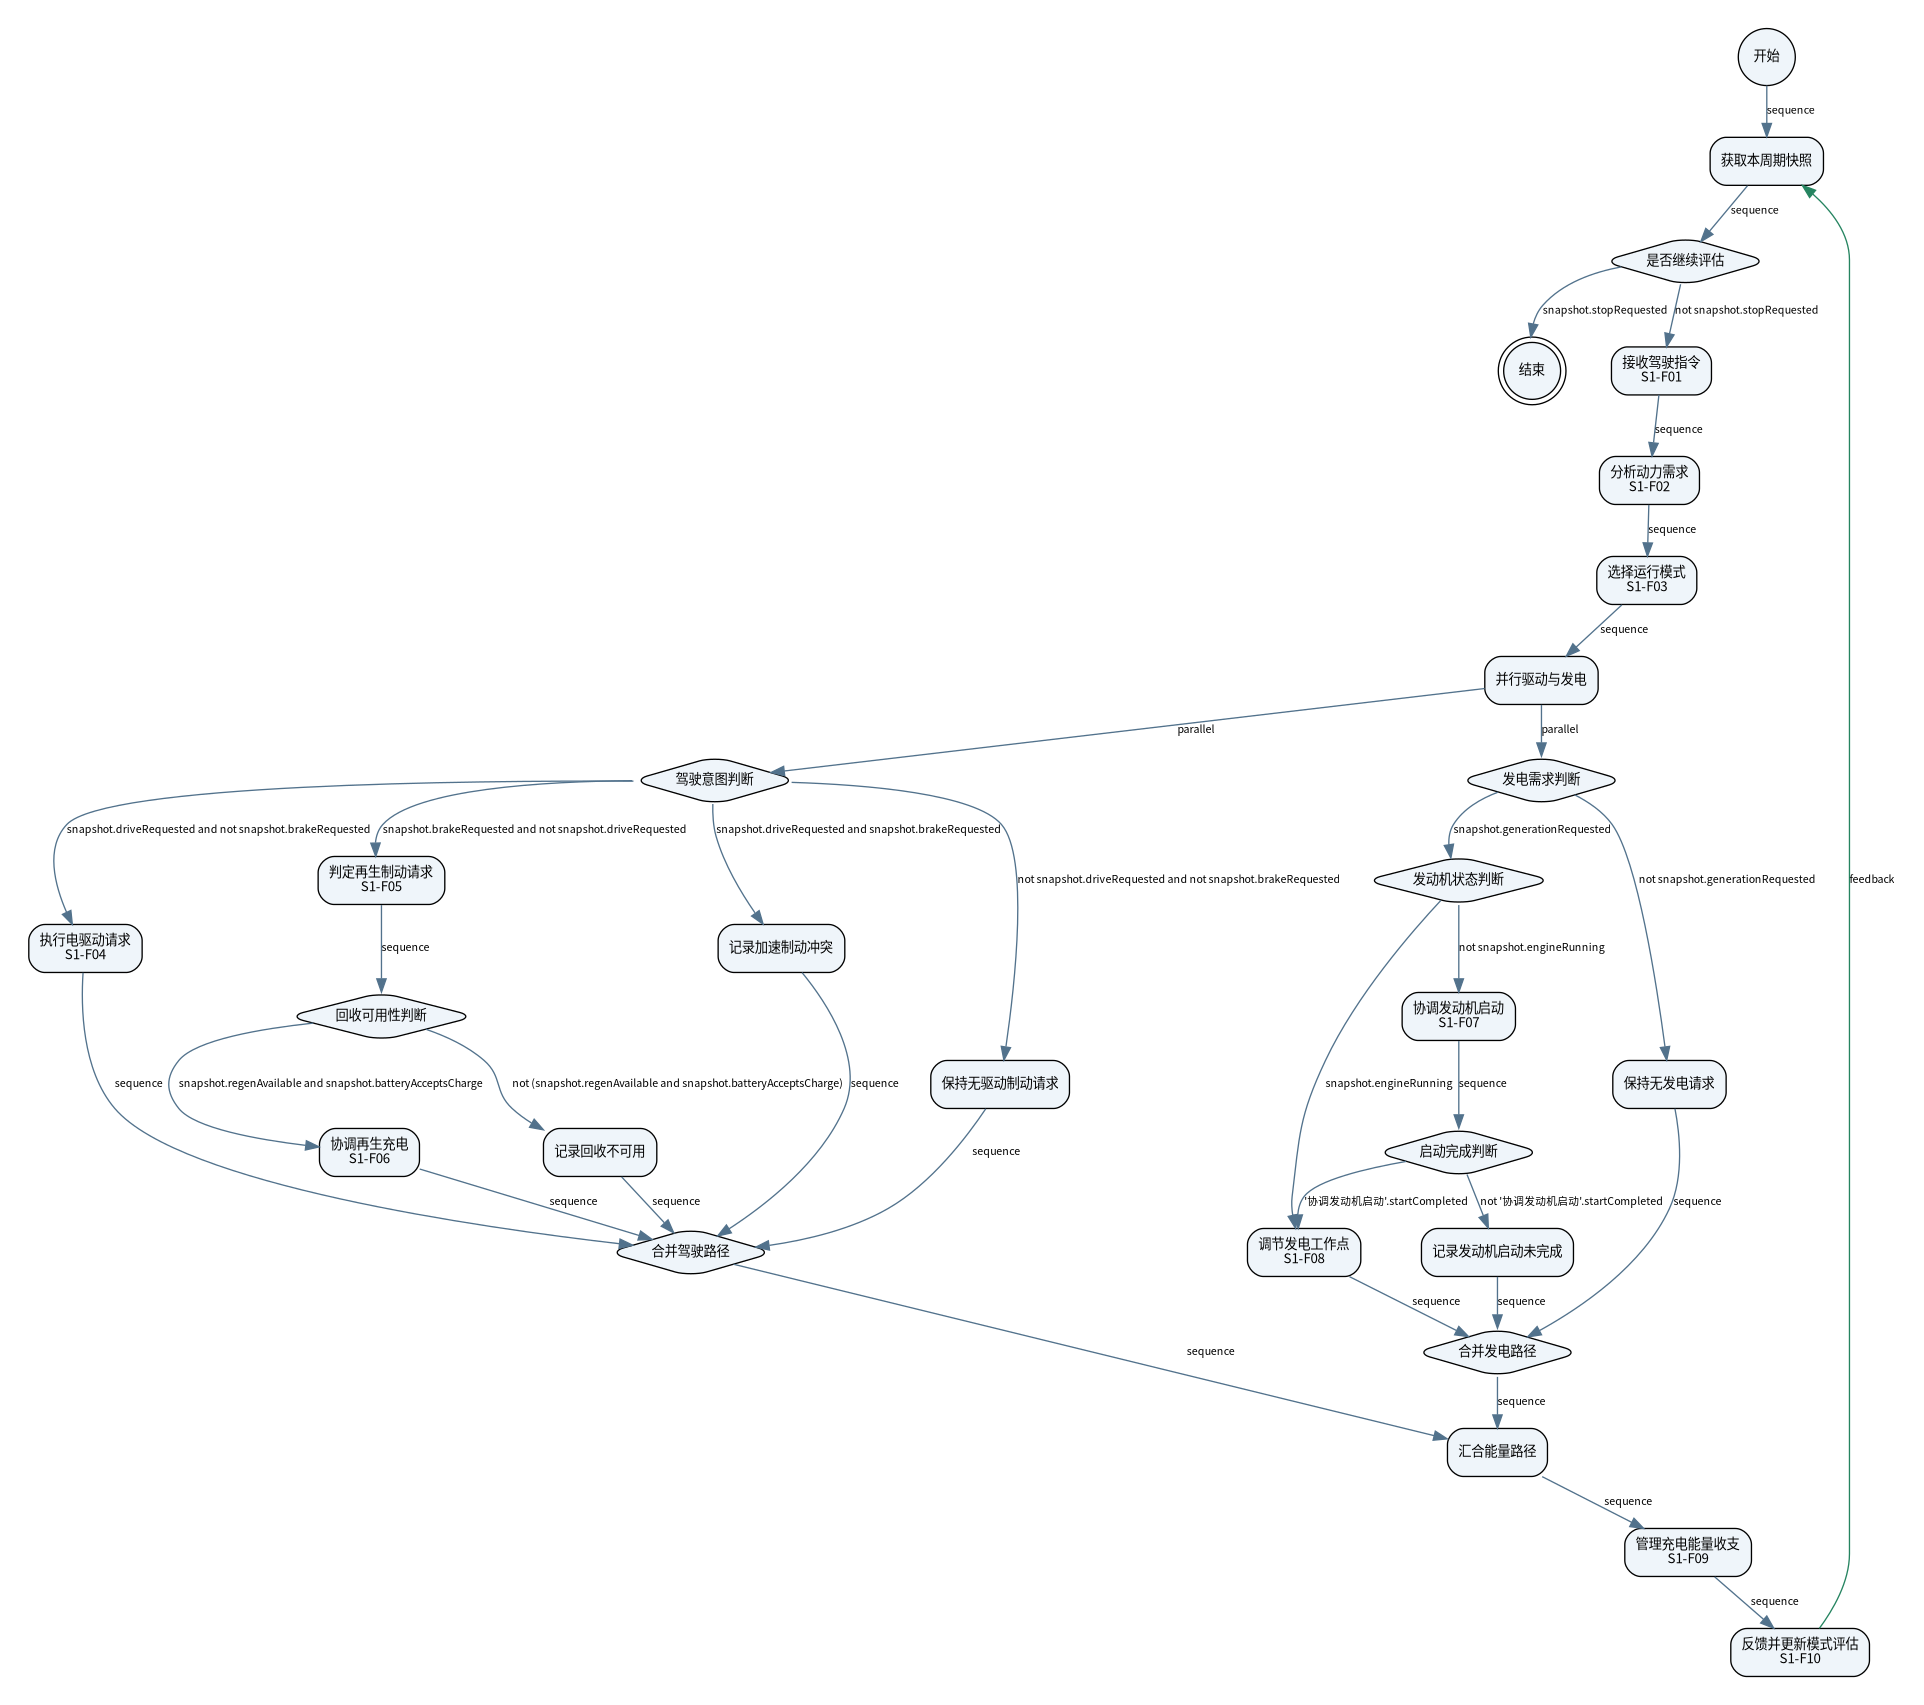 开始
sequence
获取本周期快照
sequence
是否继续评估
snapshot.stopRequested
not snapshot.stopRequested
结束
接收驾驶指令
S1-F01
sequence
分析动力需求
S1-F02
sequence
选择运行模式
S1-F03
sequence
并行驱动与发电
parallel
parallel
驾驶意图判断
发电需求判断
snapshot.driveRequested and not snapshot.brakeRequested
snapshot.brakeRequested and not snapshot.driveRequested
snapshot.driveRequested and snapshot.brakeRequested
snapshot.generationRequested
判定再生制动请求
S1-F05
not snapshot.driveRequested and not snapshot.brakeRequested
发动机状态判断
not snapshot.generationRequested
feedback
执行电驱动请求
S1-F04
sequence
记录加速制动冲突
not snapshot.engineRunning
回收可用性判断
协调发动机启动
S1-F07
sequence
snapshot.regenAvailable and snapshot.batteryAcceptsCharge
not (snapshot.regenAvailable and snapshot.batteryAcceptsCharge)
sequence
保持无驱动制动请求
snapshot.engineRunning
sequence
保持无发电请求
协调再生充电
S1-F06
记录回收不可用
sequence
启动完成判断
sequence
sequence
'协调发动机启动'.startCompleted
not '协调发动机启动'.startCompleted
sequence
合并驾驶路径
调节发电工作点
S1-F08
记录发动机启动未完成
sequence
sequence
sequence
合并发电路径
sequence
汇合能量路径
sequence
管理充电能量收支
S1-F09
sequence
反馈并更新模式评估
S1-F10